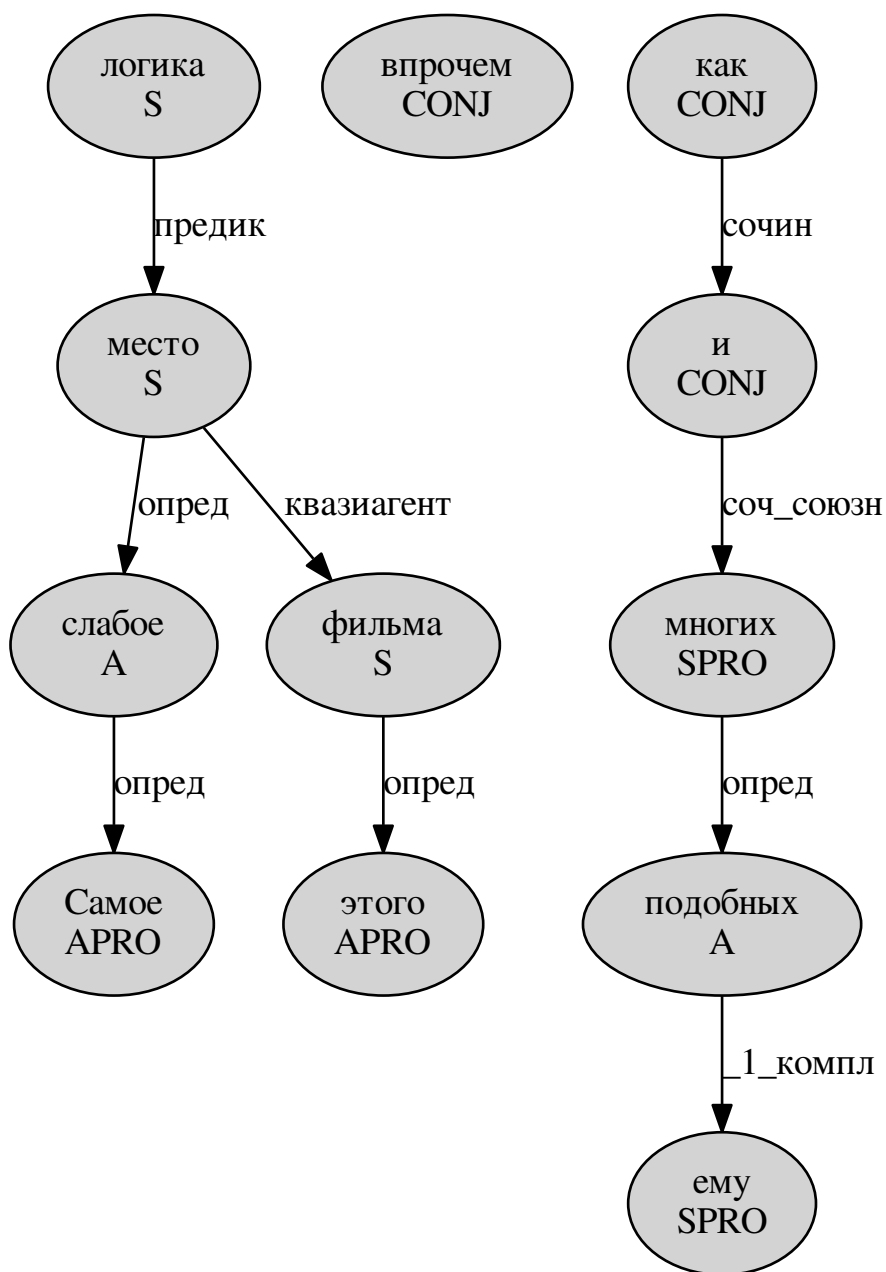 логика
S
впрочем
CONJ
как
CONJ
предик
сочин
место
S
и
CONJ
опред
квазиагент
соч_союзн
слабое
A
фильма
S
многих
SPRO
опред
опред
опред
Самое
APRO
этого
APRO
подобных
A
_1_компл
ему
SPRO